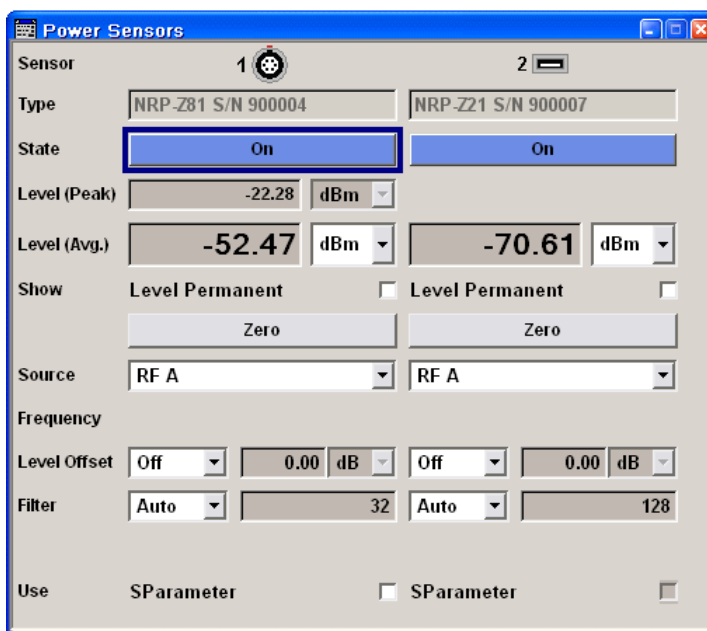 Power Sensors
Sensor 1 2
Type NRP-Z81 S/N 900004 NRP-Z21 S/N 900007
State On On
Level (Peak) -22.28 dBm
Level (Avg.) -52.47 dBm -70.61 dBm
Show Level Permanent Level Permanent
Zero Zero
Source RF A RF A
Frequency
Level Offset Off 0.00 dB Off 0.00 dB
Filter Auto 32 Auto 128
Use SParameter SParameter